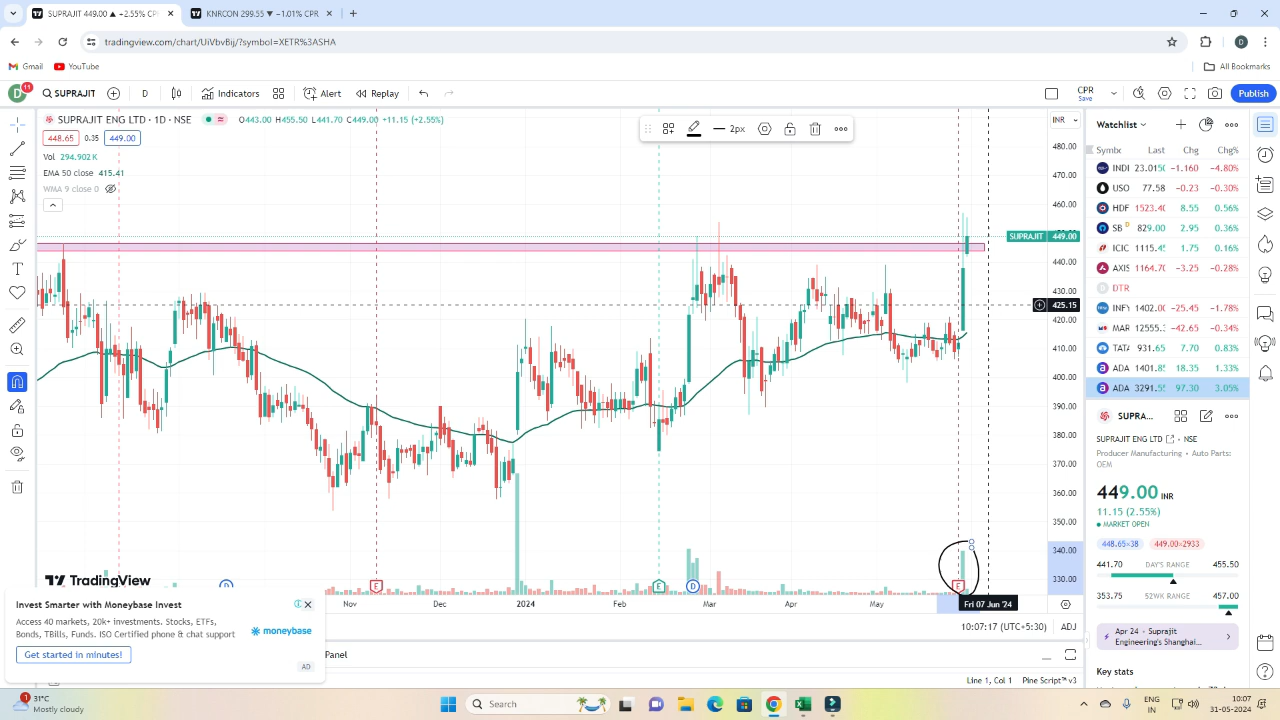 SUPRAJIT 449.00 ▲ +2.55% CPR
KNRCON 299.55 ▼ −1.01% CPR
tradingview.com/chart/UiVbvBij/?symbol=XETR%3ASHA
D
Gmail
YouTube
All Bookmarks
D
11
SUPRAJIT
D
Indicators
Alert
Replay
CPR
Save
Publish
SUPRAJIT ENG LTD · 1D · NSE
O443.00 H455.50 L441.70 C449.00 +11.15 (+2.55%)
448.65
0.35
449.00
Vol 294.902K
EMA 50 close 415.41
WMA 9 close 0
2px
INR
480.00
470.00
460.00
SUPRAJIT 449.00
440.00
430.00
425.15
420.00
410.00
400.00
390.00
380.00
370.00
360.00
350.00
340.00
330.00
TradingView
D
E
E
D
E
Nov
Dec
2024
Feb
Mar
Apr
May
Fri 07 Jun '24
10:07:17 (UTC+5:30)
ADJ
Panel
Line 1, Col 1
Pine Script™ v3
Invest Smarter with Moneybase Invest
Access 40 markets, 20k+ investments. Stocks, ETFs,
Bonds, TBills, Funds. ISO Certified phone & chat support
moneybase
Get started in minutes!
AD
Watchlist
Symbc Last Chg Chg%
INDI 23.0150 -1.160 -4.80%
USO 77.58 -0.23 -0.30%
HDF 1523.40 8.55 0.56%
SB D 829.00 2.95 0.36%
ICIC 1115.45 1.75 0.16%
AXIS 1164.70 -3.25 -0.28%
DTR
INFY 1402.00 -25.45 -1.78%
MAR 12555. -42.65 -0.34%
TATA 931.65 7.70 0.83%
ADA 1401.85 18.35 1.33%
ADA 3291.55 97.30 3.05%
SUPRA...
SUPRAJIT ENG LTD · NSE
Producer Manufacturing • Auto Parts:
OEM
449.00 INR
11.15 (2.55%)
MARKET OPEN
448.65×38
449.00×2933
441.70 DAY'S RANGE 455.50
353.75 52WK RANGE 457.00
Apr 24 - Suprajit
Engineering's Shanghai...
Key stats
1
31°C
Mostly cloudy
Search
ENG
IN
10:07
31-05-2024